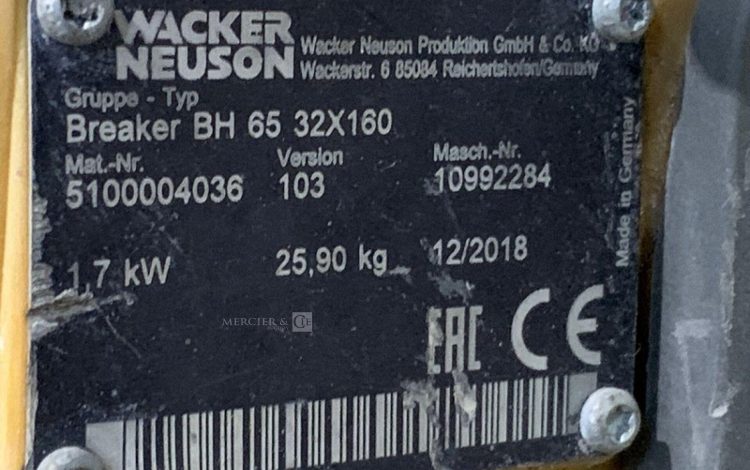 WACKER
NEUSON
Wacker Neuson Produktion GmbH & Co. KG
Wackerstr. 6 85084 Reichertshofen/Germany
Gruppe - Typ
Breaker BH 65 32X160
Mat.-Nr. Version Masch.-Nr.
5100004036 103 10992284
1,7 kW 25,90 kg 12/2018
Made in Germany
MERCIER & CIE
EAC CE